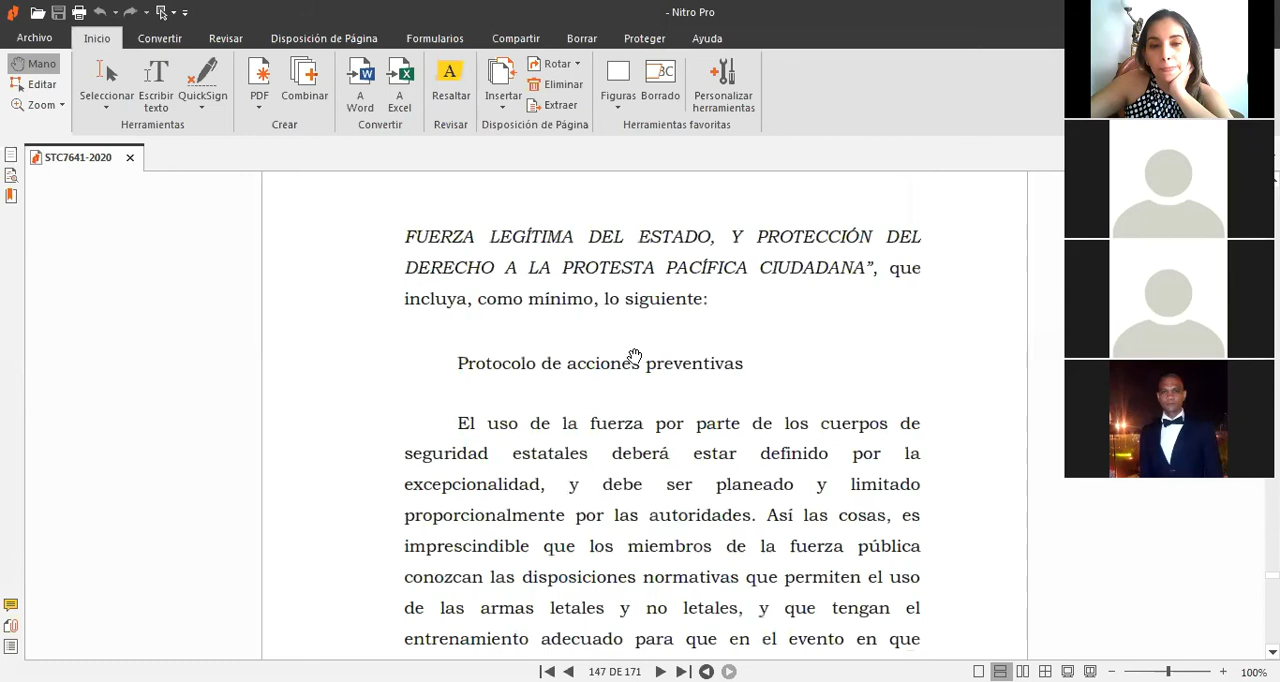 - Nitro Pro
Archivo Inicio Convertir Revisar Disposición de Página Formularios Compartir Borrar Proteger Ayuda
Mano
Editar
Zoom
Seleccionar
Escribir texto
QuickSign
Herramientas
PDF
Combinar
Crear
A Word
A Excel
Convertir
A
Resaltar
Revisar
Insertar
Rotar
Eliminar
Extraer
Disposición de Página
Figuras
Borrado
Personalizar herramientas
Herramientas favoritas
STC7641-2020
FUERZA LEGÍTIMA DEL ESTADO, Y PROTECCIÓN DEL
DERECHO A LA PROTESTA PACÍFICA CIUDADANA”, que
incluya, como mínimo, lo siguiente:
Protocolo de acciones preventivas
El uso de la fuerza por parte de los cuerpos de
seguridad estatales deberá estar definido por la
excepcionalidad, y debe ser planeado y limitado
proporcionalmente por las autoridades. Así las cosas, es
imprescindible que los miembros de la fuerza pública
conozcan las disposiciones normativas que permiten el uso
de las armas letales y no letales, y que tengan el
entrenamiento adecuado para que en el evento en que
147 DE 171
100%